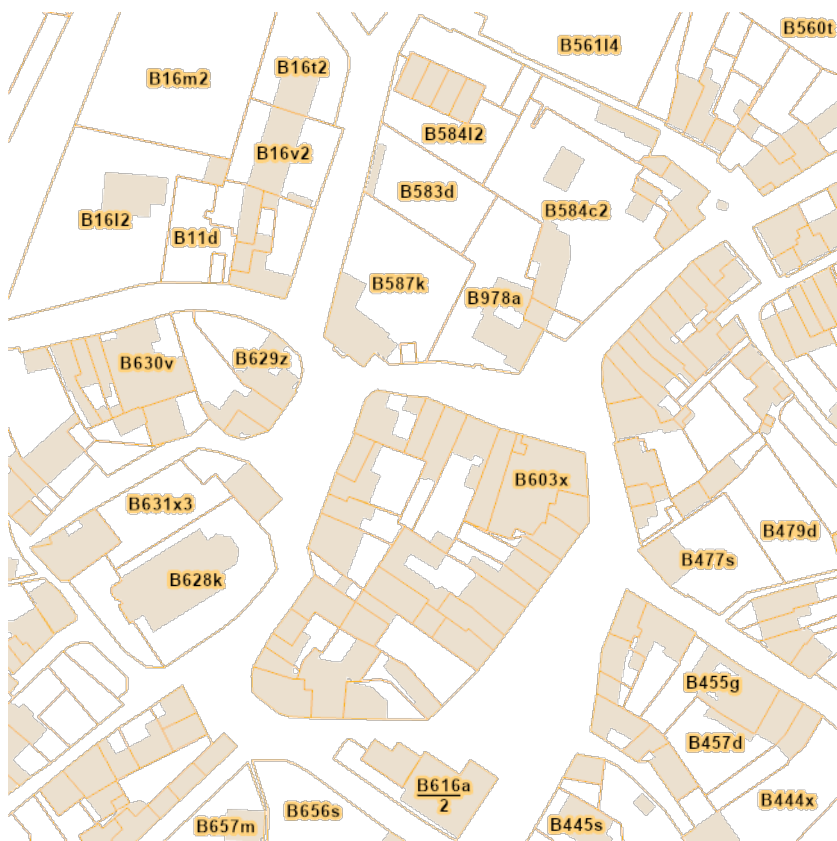 B560t
B561l4
B16t2
B16m2
B584l2
B16v2
B583d
B584c2
B16l2
B11d
B587k
B978a
B629z
B630v
B603x
B631x3
B479d
B477s
B628k
B455g
B457d
B616a
2
B444x
B656s
B657m
B445s